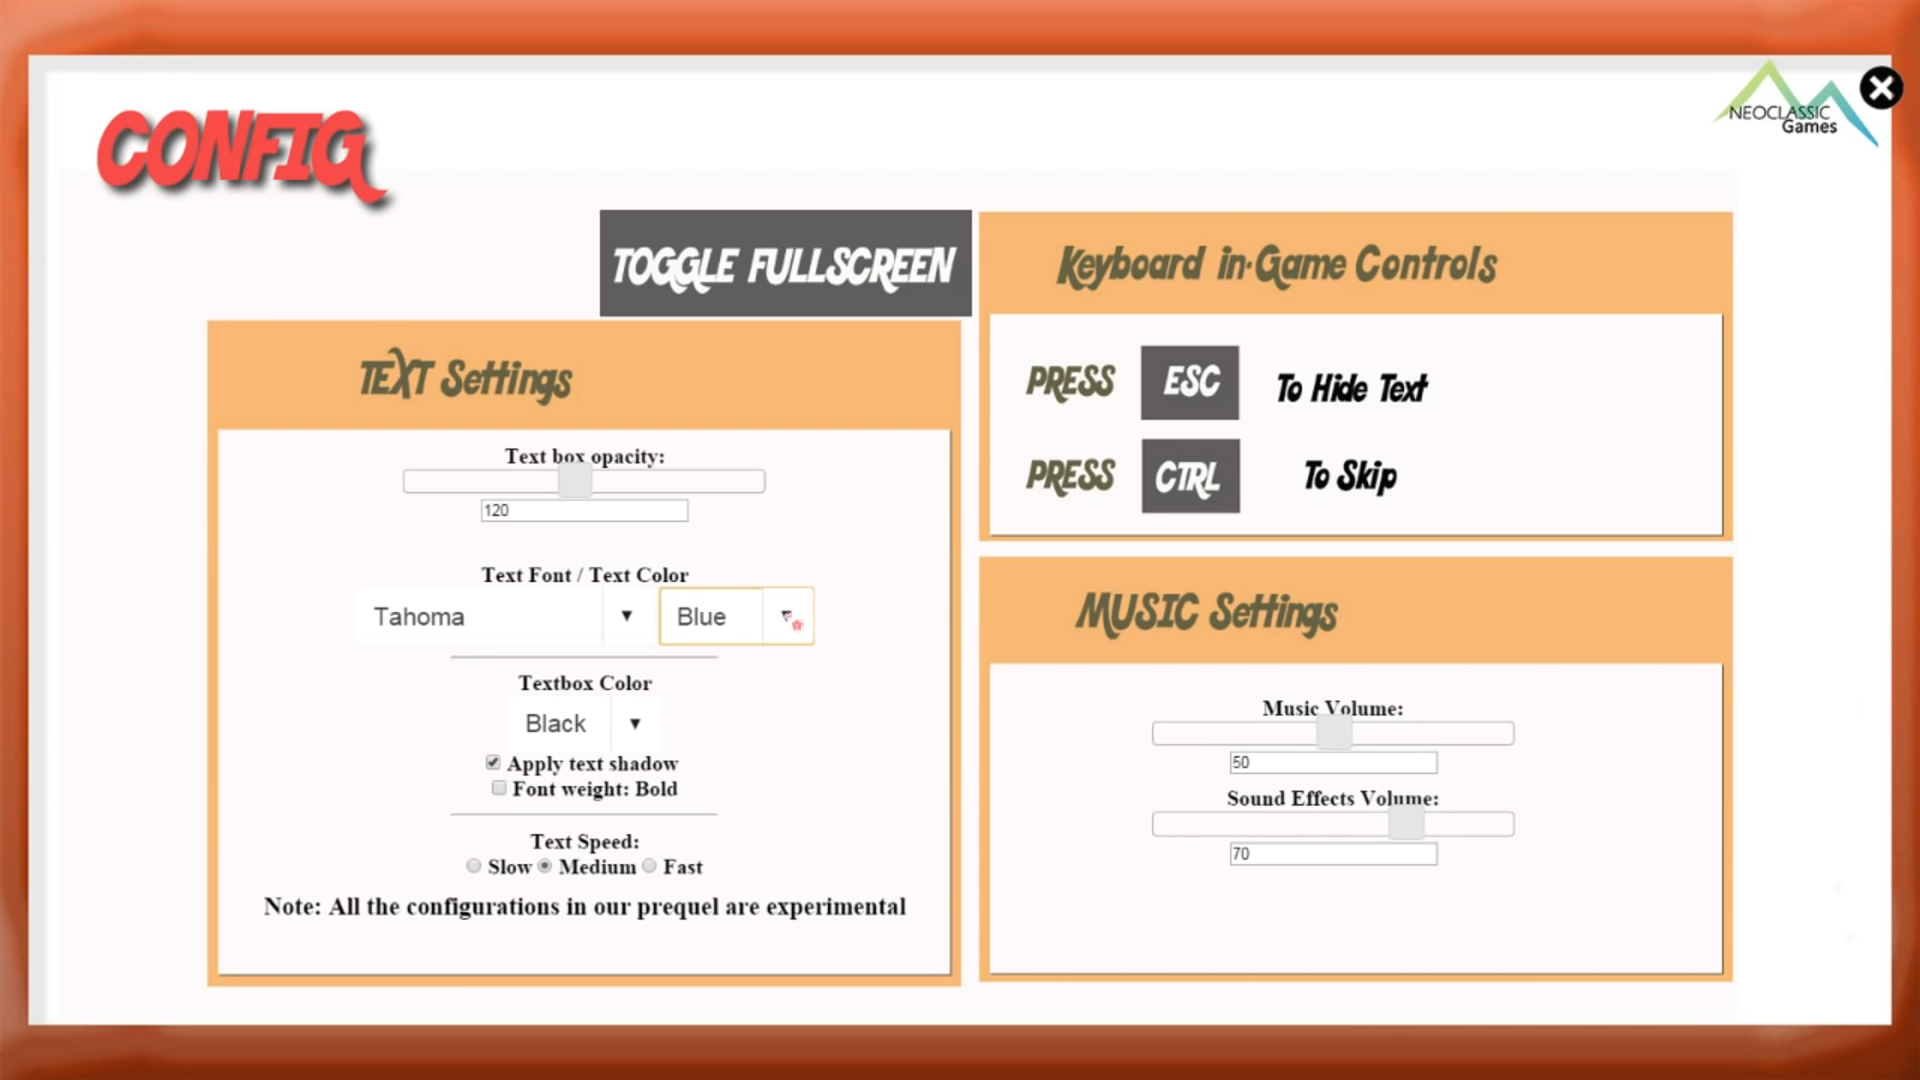 CONFIG
NEOCLASSIC
Games
TOGGLE FULLSCREEN
TEXT Settings
Text box opacity:
120
Text Font / Text Color
Tahoma
Blue
Textbox Color
Black
Apply text shadow
Font weight: Bold
Text Speed:
Slow Medium Fast
Note: All the configurations in our prequel are experimental
Keyboard in-Game Controls
PRESS ESC To Hide Text
PRESS CTRL To Skip
MUSIC Settings
Music Volume:
50
Sound Effects Volume:
70